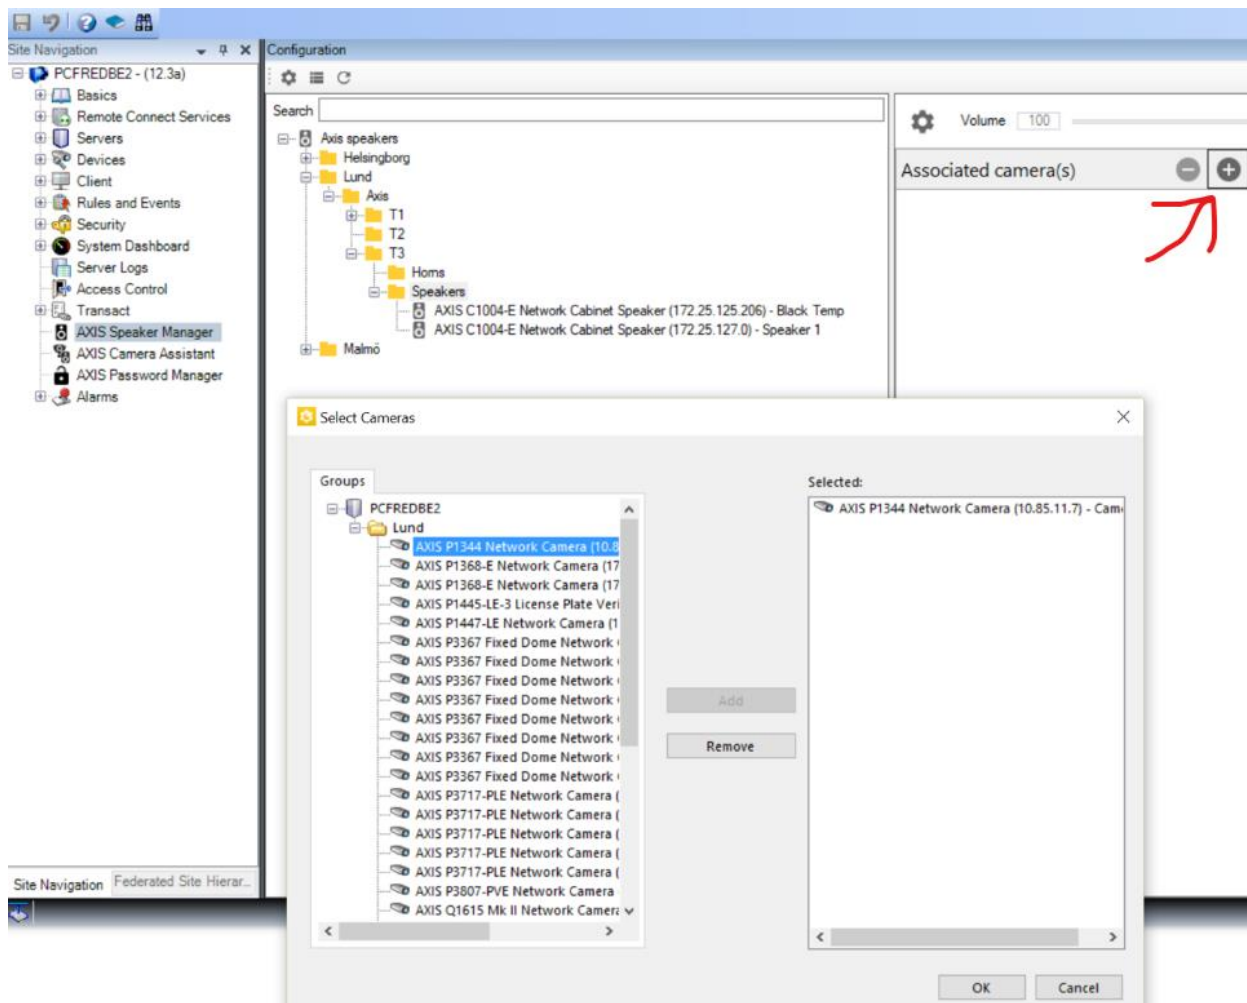 Site Navigation
PCFREDBE2 - (12.3a)
Basics
Remote Connect Services
Servers
Devices
Client
Rules and Events
Security
System Dashboard
Server Logs
Access Control
Transact
AXIS Speaker Manager
AXIS Camera Assistant
AXIS Password Manager
Alarms
Site Navigation
Federated Site Hierar...
Configuration
Search
Axis speakers
Helsingborg
Lund
Axis
T1
T2
T3
Horns
Speakers
AXIS C1004-E Network Cabinet Speaker (172.25.125.206) - Black Temp
AXIS C1004-E Network Cabinet Speaker (172.25.127.0) - Speaker 1
Malmö
Volume 100
Associated camera(s)
Select Cameras
Groups
PCFREDBE2
Lund
AXIS P1344 Network Camera (10.8
AXIS P1368-E Network Camera (17
AXIS P1368-E Network Camera (17
AXIS P1445-LE-3 License Plate Veri
AXIS P1447-LE Network Camera (1
AXIS P3367 Fixed Dome Network
AXIS P3367 Fixed Dome Network
AXIS P3367 Fixed Dome Network
AXIS P3367 Fixed Dome Network
AXIS P3367 Fixed Dome Network
AXIS P3367 Fixed Dome Network
AXIS P3367 Fixed Dome Network
AXIS P3367 Fixed Dome Network
AXIS P3717-PLE Network Camera (
AXIS P3717-PLE Network Camera (
AXIS P3717-PLE Network Camera (
AXIS P3717-PLE Network Camera (
AXIS P3717-PLE Network Camera (
AXIS P3807-PVE Network Camera
AXIS Q1615 Mk II Network Camera
Add
Remove
Selected:
AXIS P1344 Network Camera (10.85.11.7) - Cam
OK
Cancel